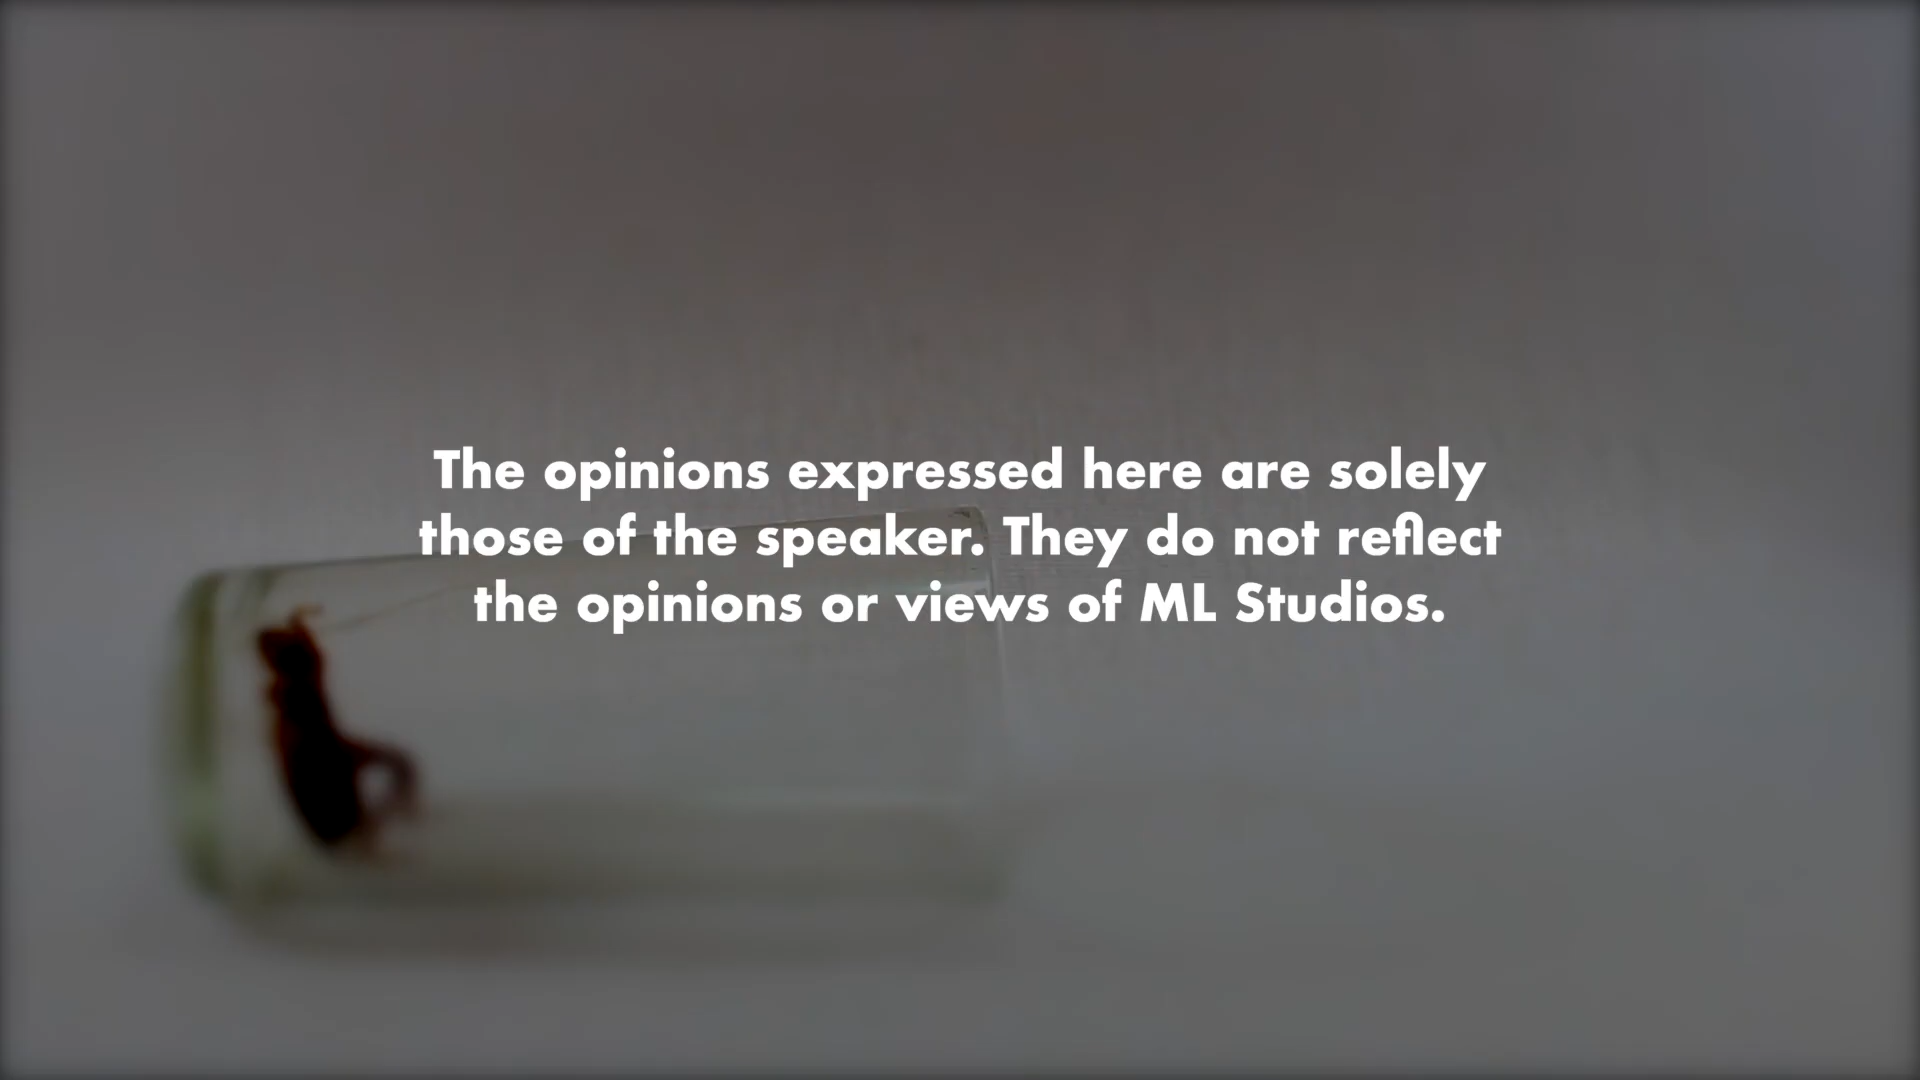 The opinions expressed here are solely
those of the speaker. They do not reflect
the opinions or views of ML Studios.